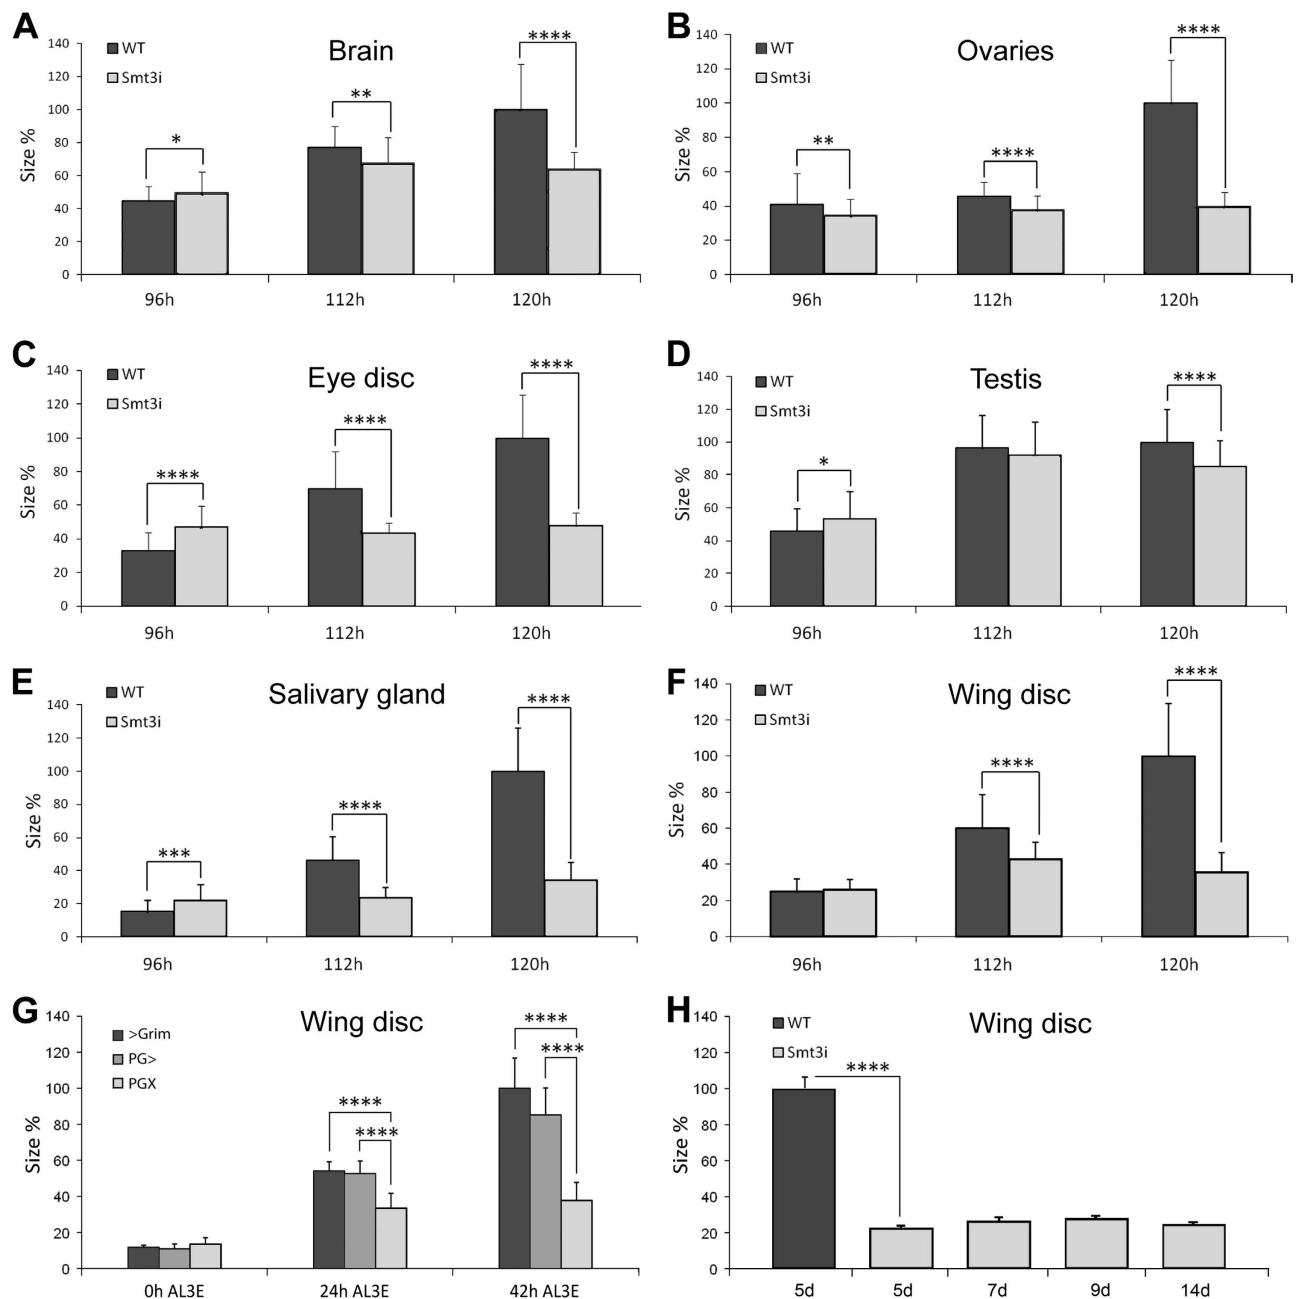 A
Brain
WT
Smt3i
Size %
140
120
100
80
60
40
20
0
*
**
****
96h
112h
120h
B
Ovaries
WT
Smt3i
Size %
140
120
100
80
60
40
20
0
**
****
****
96h
112h
120h
C
Eye disc
WT
Smt3i
Size %
140
120
100
80
60
40
20
0
****
****
****
96h
112h
120h
D
Testis
WT
Smt3i
Size %
140
120
100
80
60
40
20
0
*
****
96h
112h
120h
E
Salivary gland
WT
Smt3i
Size %
140
120
100
80
60
40
20
0
***
****
****
96h
112h
120h
F
Wing disc
WT
Smt3i
Size %
140
120
100
80
60
40
20
0
****
****
96h
112h
120h
G
Wing disc
>Grim
PG>
PGX
Size %
140
120
100
80
60
40
20
0
****
****
****
****
0h AL3E
24h AL3E
42h AL3E
H
Wing disc
WT
Smt3i
Size %
140
120
100
80
60
40
20
0
****
5d
5d
7d
9d
14d